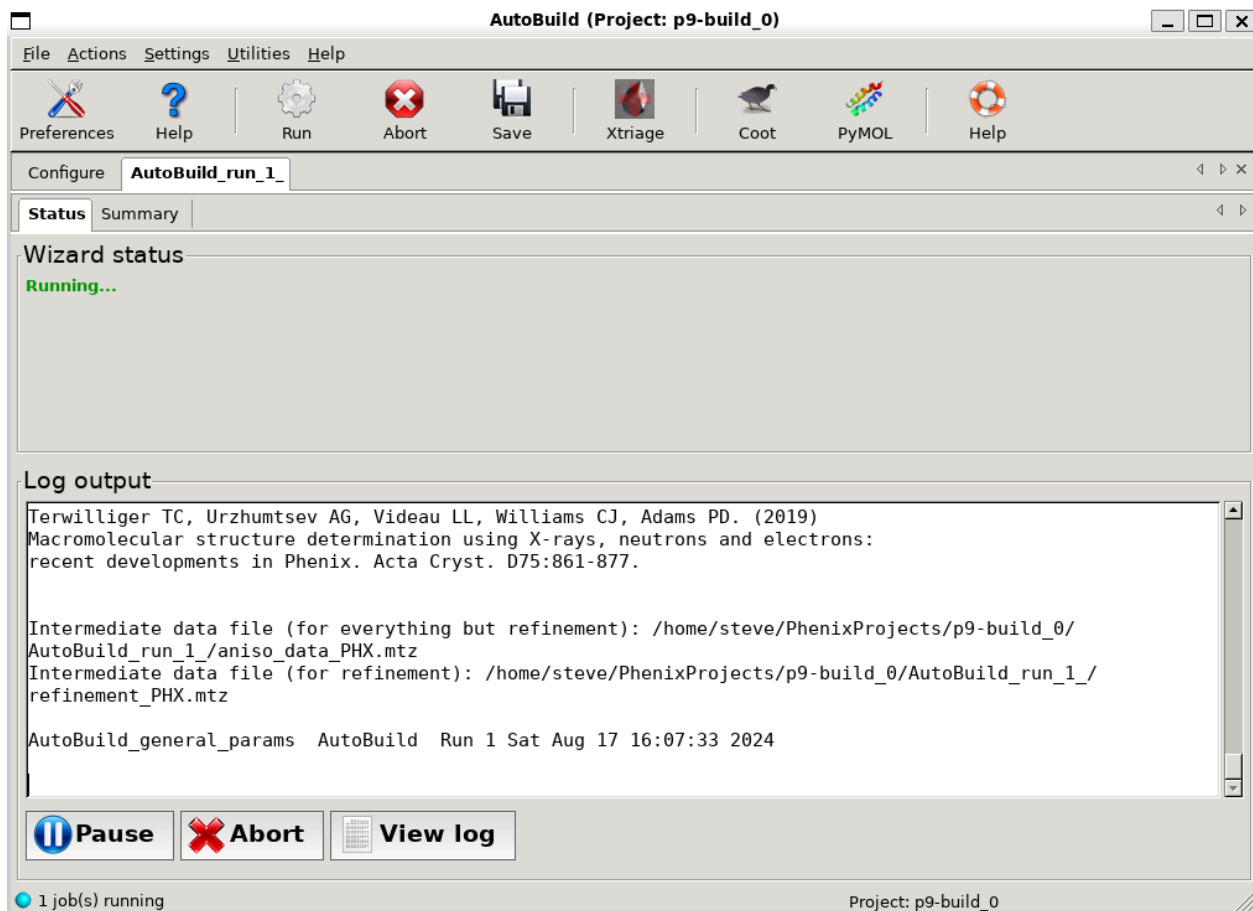 AutoBuild (Project: p9-build_0)
File Actions Settings Utilities Help
Preferences Help Run Abort Save Xtriage Coot PyMOL Help
Configure AutoBuild_run_1_
Status Summary
Wizard status
Running...
Log output
Terwilliger TC, Urzhumtsev AG, Videau LL, Williams CJ, Adams PD. (2019)
Macromolecular structure determination using X-rays, neutrons and electrons:
recent developments in Phenix. Acta Cryst. D75:861-877.
Intermediate data file (for everything but refinement): /home/steve/PhenixProjects/p9-build_0/
AutoBuild_run_1_/aniso_data_PHX.mtz
Intermediate data file (for refinement): /home/steve/PhenixProjects/p9-build_0/AutoBuild_run_1_/
refinement_PHX.mtz
AutoBuild_general_params  AutoBuild  Run 1 Sat Aug 17 16:07:33 2024
Pause Abort View log
1 job(s) running Project: p9-build_0